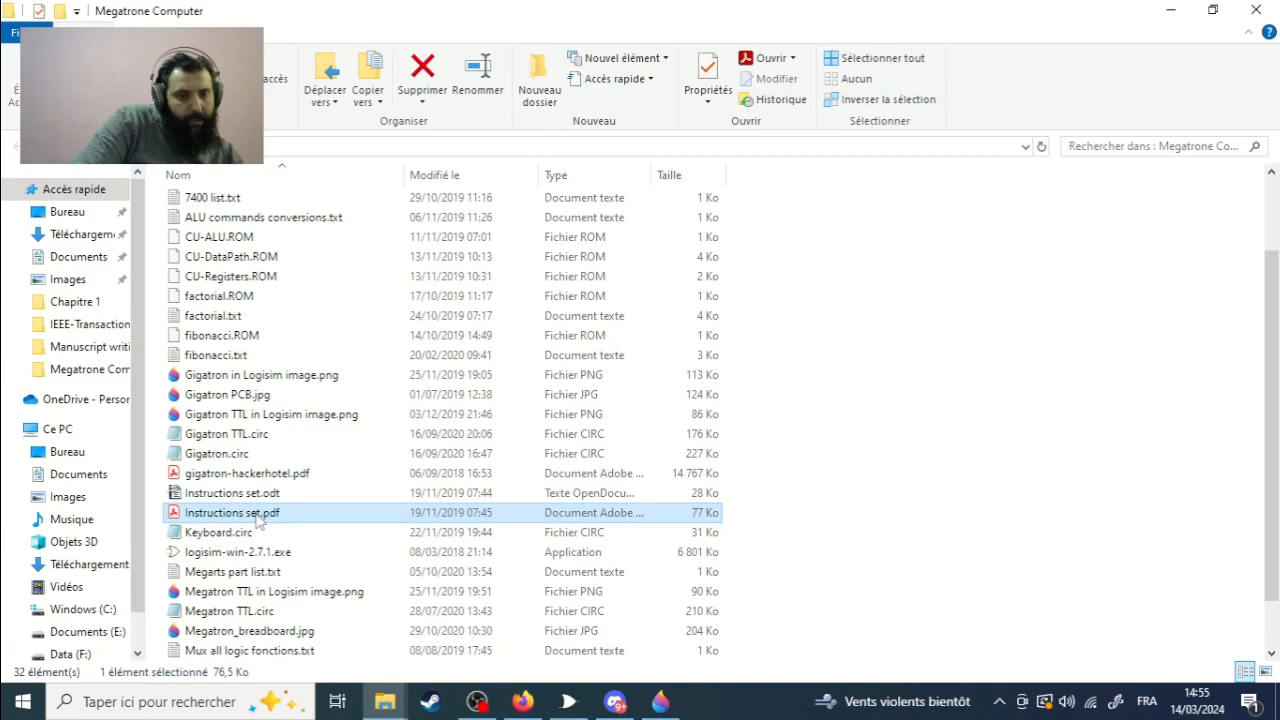 Megatrone Computer
Fi
accès
É
Ac
Déplacer vers
Copier vers
Supprimer
Renommer
Organiser
Nouveau dossier
Nouvel élément
Accès rapide
Nouveau
Propriétés
Ouvrir
Modifier
Historique
Ouvrir
Sélectionner tout
Aucun
Inverser la sélection
Sélectionner
Rechercher dans : Megatrone Co...
Nom Modifié le Type Taille
Accès rapide
Bureau
Téléchargem
Documents
Images
Chapitre 1
IEEE-Transaction
Manuscript writi
Megatrone Com
OneDrive - Person
Ce PC
Bureau
Documents
Images
Musique
Objets 3D
Téléchargement
Vidéos
Windows (C:)
Documents (E:)
Data (F:)
7400 list.txt 29/10/2019 11:16 Document texte 1 Ko
ALU commands conversions.txt 06/11/2019 11:26 Document texte 1 Ko
CU-ALU.ROM 11/11/2019 07:01 Fichier ROM 1 Ko
CU-DataPath.ROM 13/11/2019 10:13 Fichier ROM 4 Ko
CU-Registers.ROM 13/11/2019 10:31 Fichier ROM 2 Ko
factorial.ROM 17/10/2019 11:17 Fichier ROM 1 Ko
factorial.txt 24/10/2019 07:17 Document texte 4 Ko
fibonacci.ROM 14/10/2019 14:49 Fichier ROM 1 Ko
fibonacci.txt 20/02/2020 09:41 Document texte 3 Ko
Gigatron in Logisim image.png 25/11/2019 19:05 Fichier PNG 113 Ko
Gigatron PCB.jpg 01/07/2019 12:38 Fichier JPG 124 Ko
Gigatron TTL in Logisim image.png 03/12/2019 21:46 Fichier PNG 86 Ko
Gigatron TTL.circ 16/09/2020 20:06 Fichier CIRC 176 Ko
Gigatron.circ 16/09/2020 16:47 Fichier CIRC 227 Ko
gigatron-hackerhotel.pdf 06/09/2018 16:53 Document Adobe ... 14 767 Ko
Instructions set.odt 19/11/2019 07:44 Texte OpenDocu... 28 Ko
Instructions set.pdf 19/11/2019 07:45 Document Adobe ... 77 Ko
Keyboard.circ 22/11/2019 19:44 Fichier CIRC 31 Ko
logisim-win-2.7.1.exe 08/03/2018 21:14 Application 6 801 Ko
Megarts part list.txt 05/10/2020 13:54 Document texte 1 Ko
Megatron TTL in Logisim image.png 25/11/2019 19:51 Fichier PNG 90 Ko
Megatron TTL.circ 28/07/2020 13:43 Fichier CIRC 210 Ko
Megatron_breadboard.jpg 29/10/2020 10:30 Fichier JPG 204 Ko
Mux all logic fonctions.txt 08/08/2019 17:45 Document texte 1 Ko
32 élément(s) 1 élément sélectionné 76,5 Ko
Taper ici pour rechercher
9+
Vents violents bientôt
FRA
14:55
14/03/2024
1